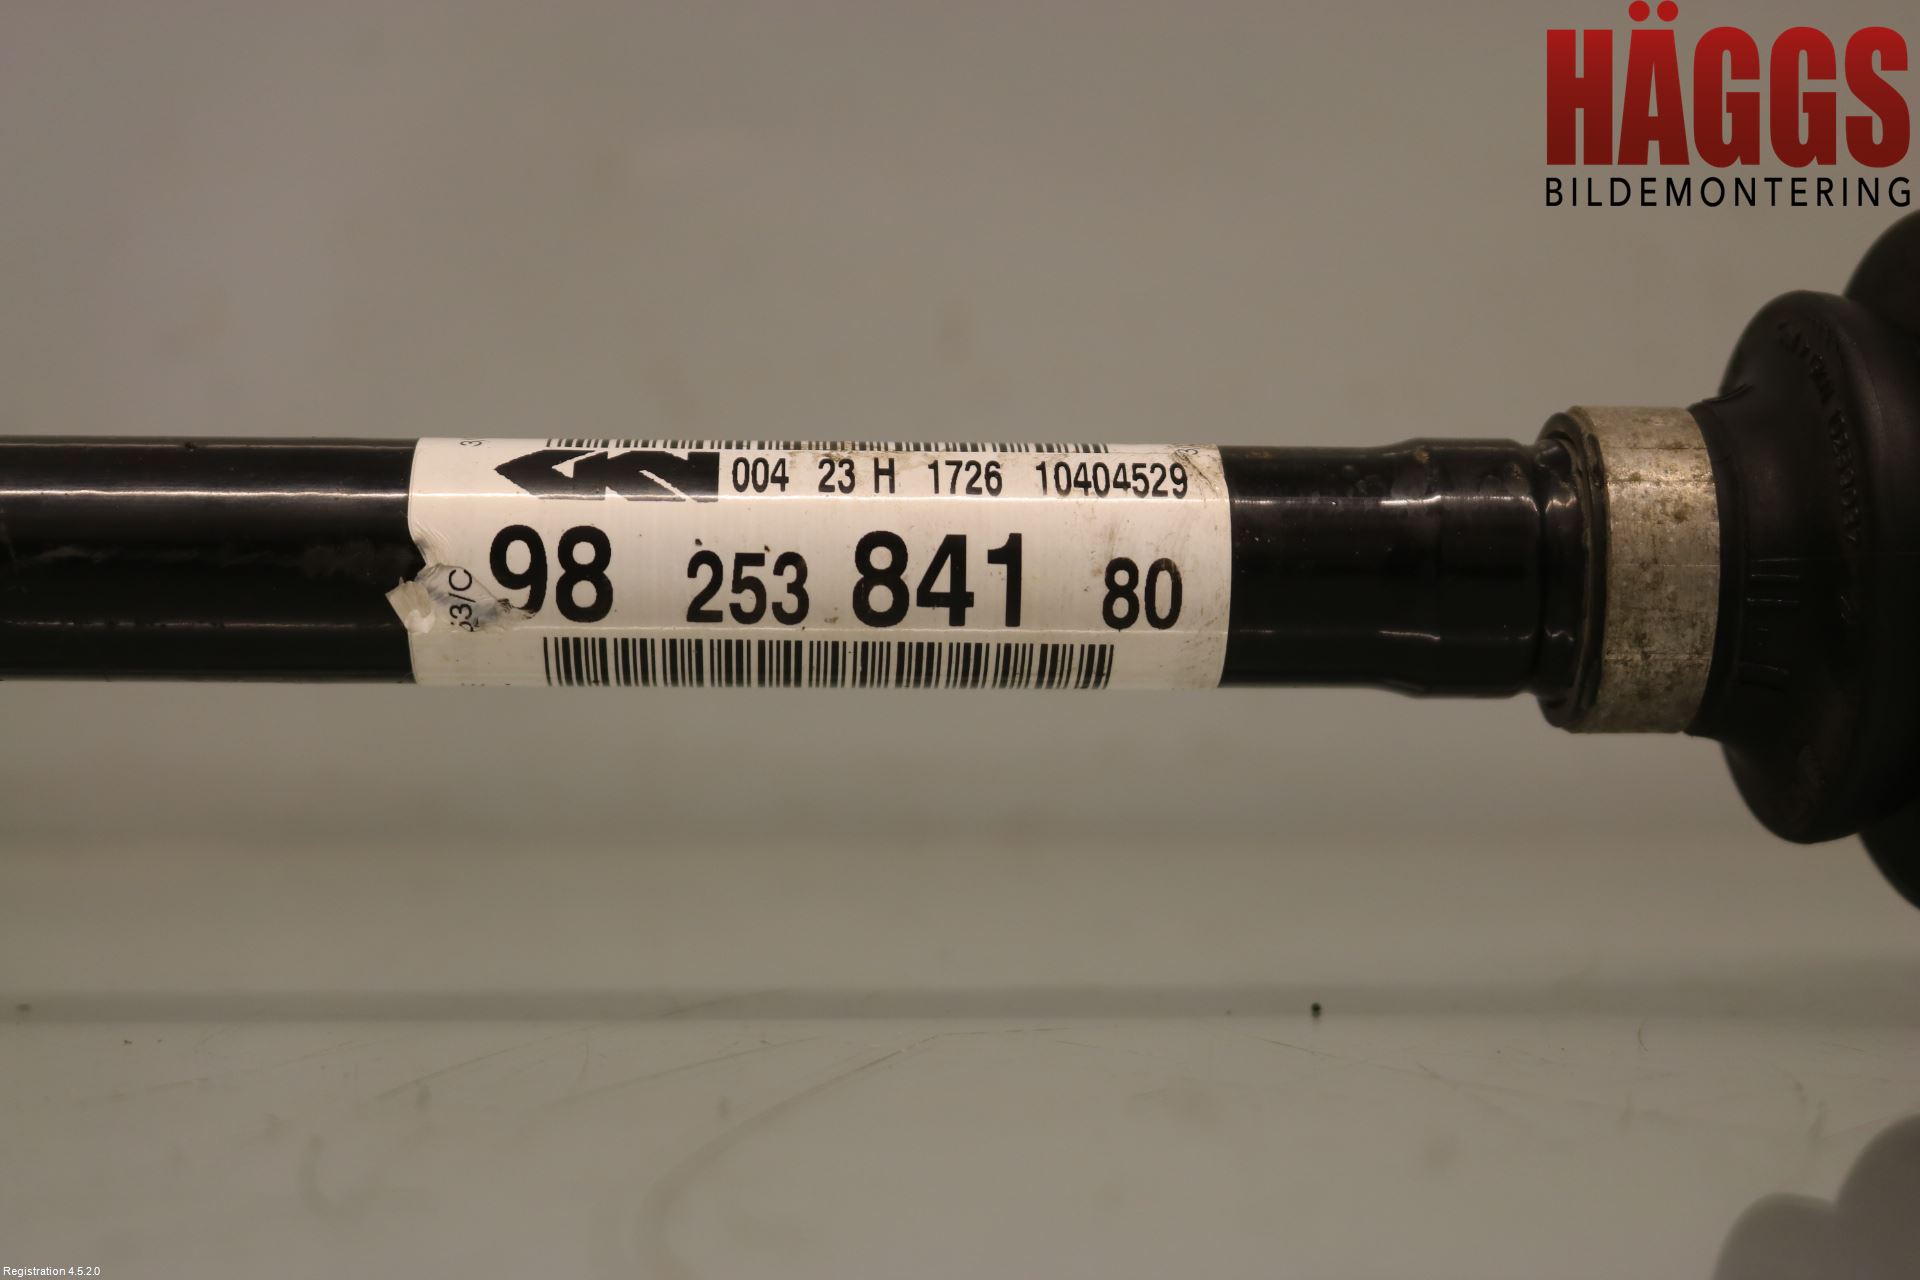 HÄGGS
BILDEMONTERING
004 23 H 1726 10404529
98 253 841 80
Registration 4.5.2.0